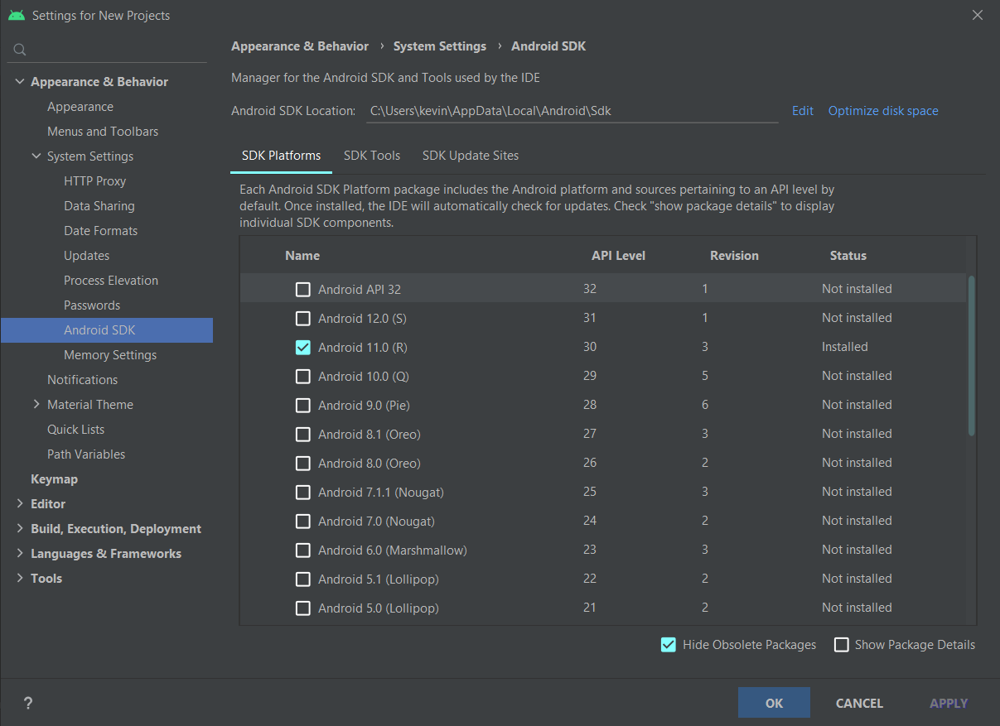 Settings for New Projects
Appearance & Behavior
Appearance
Menus and Toolbars
System Settings
HTTP Proxy
Data Sharing
Date Formats
Updates
Process Elevation
Passwords
Android SDK
Memory Settings
Notifications
Material Theme
Quick Lists
Path Variables
Keymap
Editor
Build, Execution, Deployment
Languages & Frameworks
Tools
Appearance & Behavior › System Settings › Android SDK
Manager for the Android SDK and Tools used by the IDE
Android SDK Location: C:\Users\kevin\AppData\Local\Android\Sdk Edit Optimize disk space
SDK Platforms SDK Tools SDK Update Sites
Each Android SDK Platform package includes the Android platform and sources pertaining to an API level by
default. Once installed, the IDE will automatically check for updates. Check "show package details" to display
individual SDK components.
Name API Level Revision Status
Android API 32 32 1 Not installed
Android 12.0 (S) 31 1 Not installed
Android 11.0 (R) 30 3 Installed
Android 10.0 (Q) 29 5 Not installed
Android 9.0 (Pie) 28 6 Not installed
Android 8.1 (Oreo) 27 3 Not installed
Android 8.0 (Oreo) 26 2 Not installed
Android 7.1.1 (Nougat) 25 3 Not installed
Android 7.0 (Nougat) 24 2 Not installed
Android 6.0 (Marshmallow) 23 3 Not installed
Android 5.1 (Lollipop) 22 2 Not installed
Android 5.0 (Lollipop) 21 2 Not installed
Hide Obsolete Packages Show Package Details
? OK CANCEL APPLY